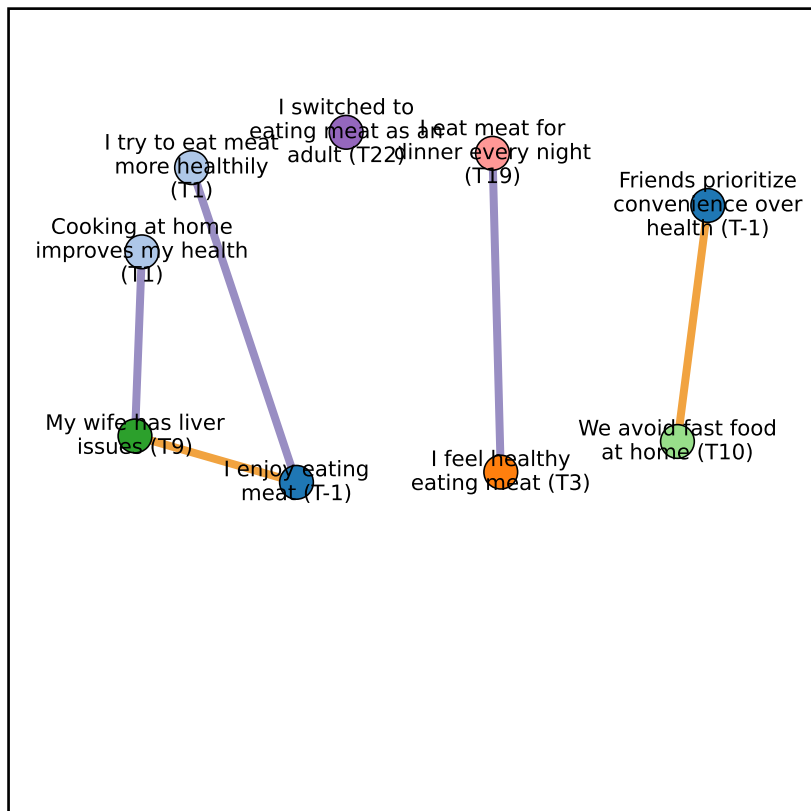 I switched to
eating meat as an
adult (T22)
I eat meat for
dinner every night
(T19)
I try to eat meat
more healthily
(T1)
Friends prioritize
convenience over
health (T-1)
Cooking at home
improves my health
(T1)
My wife has liver
issues (T9)
I enjoy eating
meat (T-1)
I feel healthy
eating meat (T3)
We avoid fast food
at home (T10)